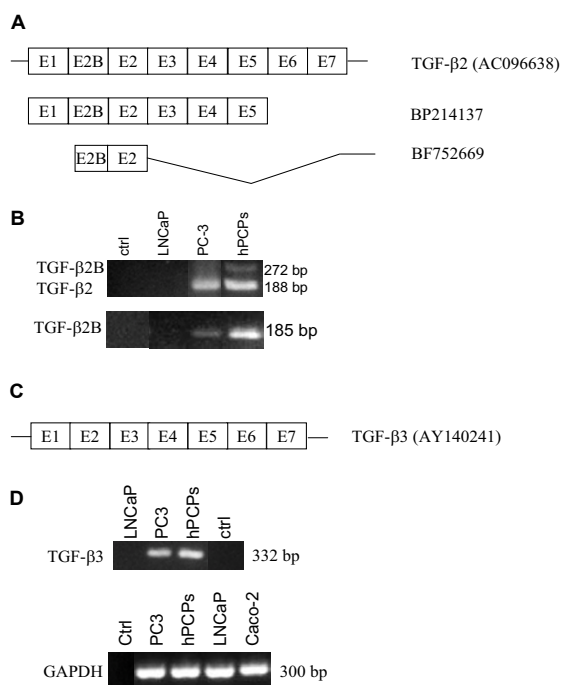 A
E1 E2B E2 E3 E4 E5 E6 E7 TGF-β2 (AC096638)
E1 E2B E2 E3 E4 E5 BP214137
E2B E2 BF752669
B
ctrl LNCaP PC-3 hPCPs
TGF-β2B 272 bp
TGF-β2 188 bp
TGF-β2B 185 bp
C
E1 E2 E3 E4 E5 E6 E7 TGF-β3 (AY140241)
D
LNCaP PC3 hPCPs ctrl
TGF-β3 332 bp
Ctrl PC3 hPCPs LNCaP Caco-2
GAPDH 300 bp